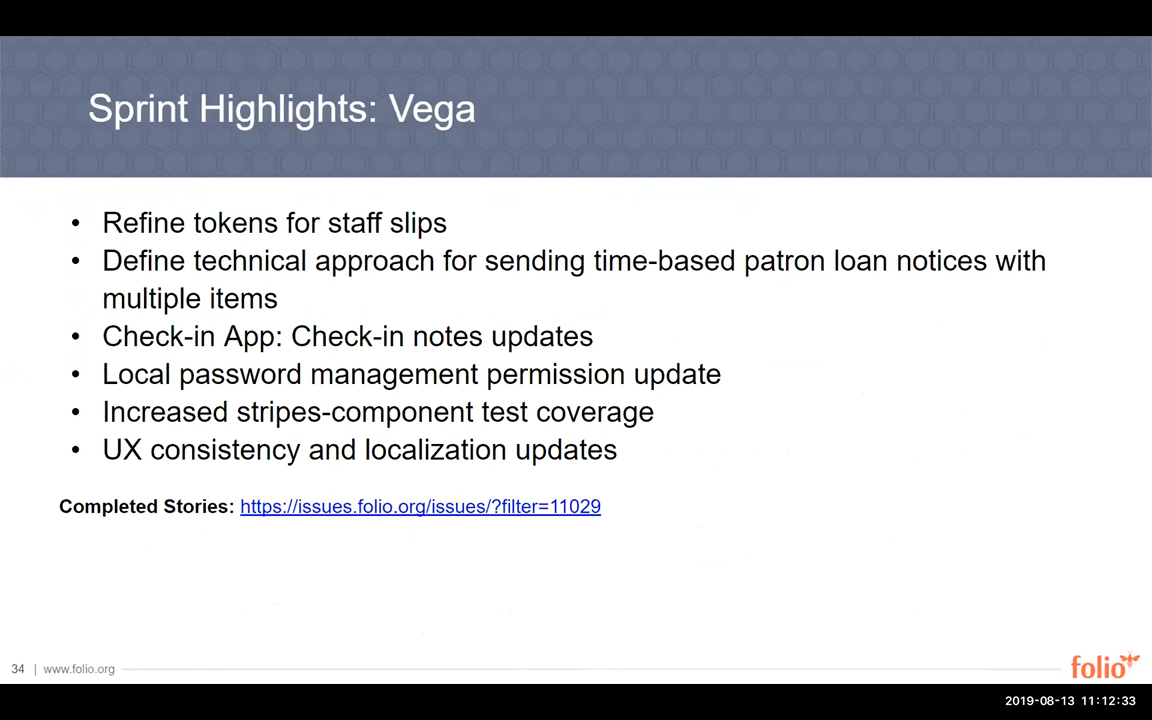 Sprint Highlights: Vega
• Refine tokens for staff slips
• Define technical approach for sending time-based patron loan notices with
multiple items
• Check-in App: Check-in notes updates
• Local password management permission update
• Increased stripes-component test coverage
• UX consistency and localization updates
Completed Stories: https://issues.folio.org/issues/?filter=11029
34 | www.folio.org
folio
2019-08-13 11:12:33